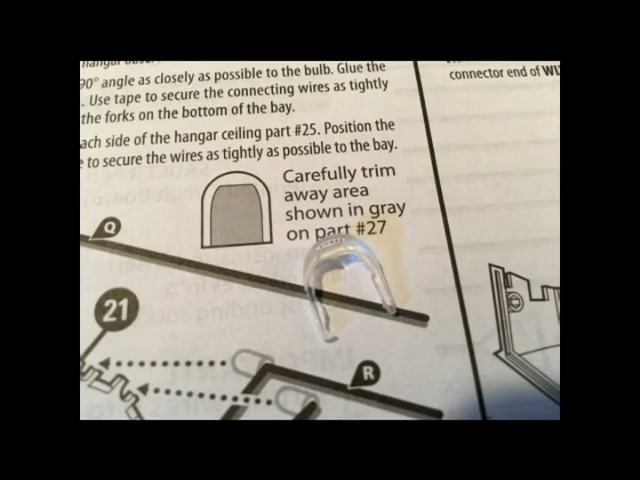 90° angle as closely as possible to the bulb. Glue the
. Use tape to secure the connecting wires as tightly
the forks on the bottom of the bay.
ach side of the hangar ceiling part #25. Position the
e to secure the wires as tightly as possible to the bay.
Carefully trim
away area
shown in gray
on part #27
Q
21
R
connector end of